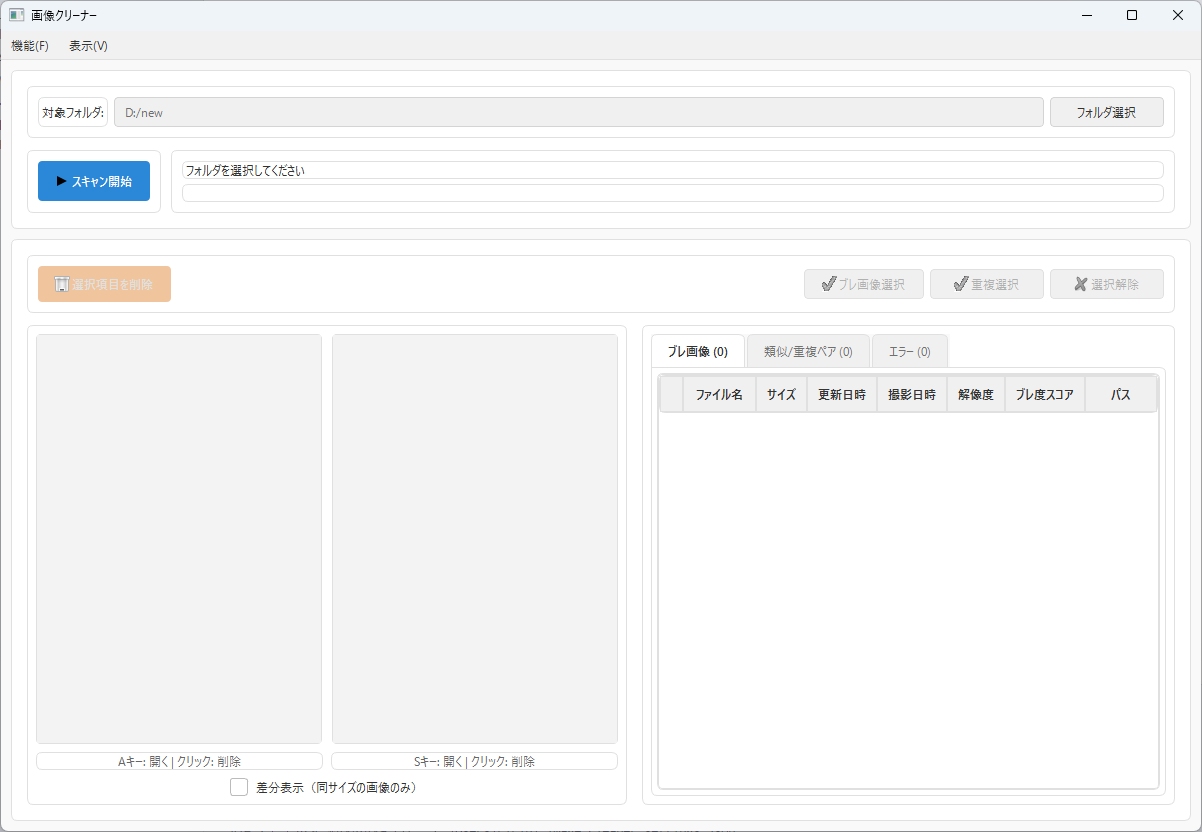 画像クリーナー
機能(F) 表示(V)
対象フォルダ: D:/new フォルダ選択
▶ スキャン開始
フォルダを選択してください
選択項目を削除 ブレ画像選択 重複選択 選択解除
ブレ画像 (0) 類似/重複ペア (0) エラー (0)
ファイル名 サイズ 更新日時 撮影日時 解像度 ブレ度スコア パス
Aキー: 開く | クリック: 削除 Sキー: 開く | クリック: 削除
差分表示（同サイズの画像のみ）